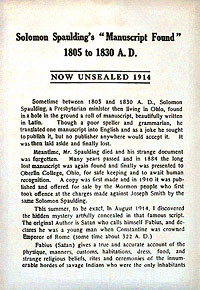 Solomon Spaulding's "Manuscript Found"
1805 to 1830 A. D.
NOW UNSEALED 1914
Sometime between 1805 and 1830 A. D., Solomon
Spaulding, a Presbyterian minister then living in Ohio, found
in a hole in the ground a roll of manuscript, beautifully written
in Latin. Though a poor speller and grammarian, he
translated one manuscript into English and as a joke he sought
to publish it, but no publisher anywhere would accept it. It
was then laid aside and finally lost.
Meantime, Mr. Spaulding died and his strange document
was forgotten. Many years passed and in 1884 the long
lost manuscript was again found and finally was presented to
Oberlin College, Ohio, for safe keeping and to await human
recognition. A copy was first made and in 1910 it was published
and offered for sale by the Mormon people who first
took offence at the charges made against Joseph Smith by the
same Solomon Spaulding.
This summer, to be exact, in August 1914, I discovered
the hidden mystery artfully concealed in that famous script.
The original Author is Satan who calls himself Fabius, and declares
he was a young man when Constantine was crowned
Emperor of Rome (some time about 322 A. D.)
Fabius (Satan) gives a true and accurate account of the
physique, manners, customs, habitations, dress, food, and
strange religious beliefs, rites and ceremonies of the innumerable
hordes of savage Indians who were the only inhabitants